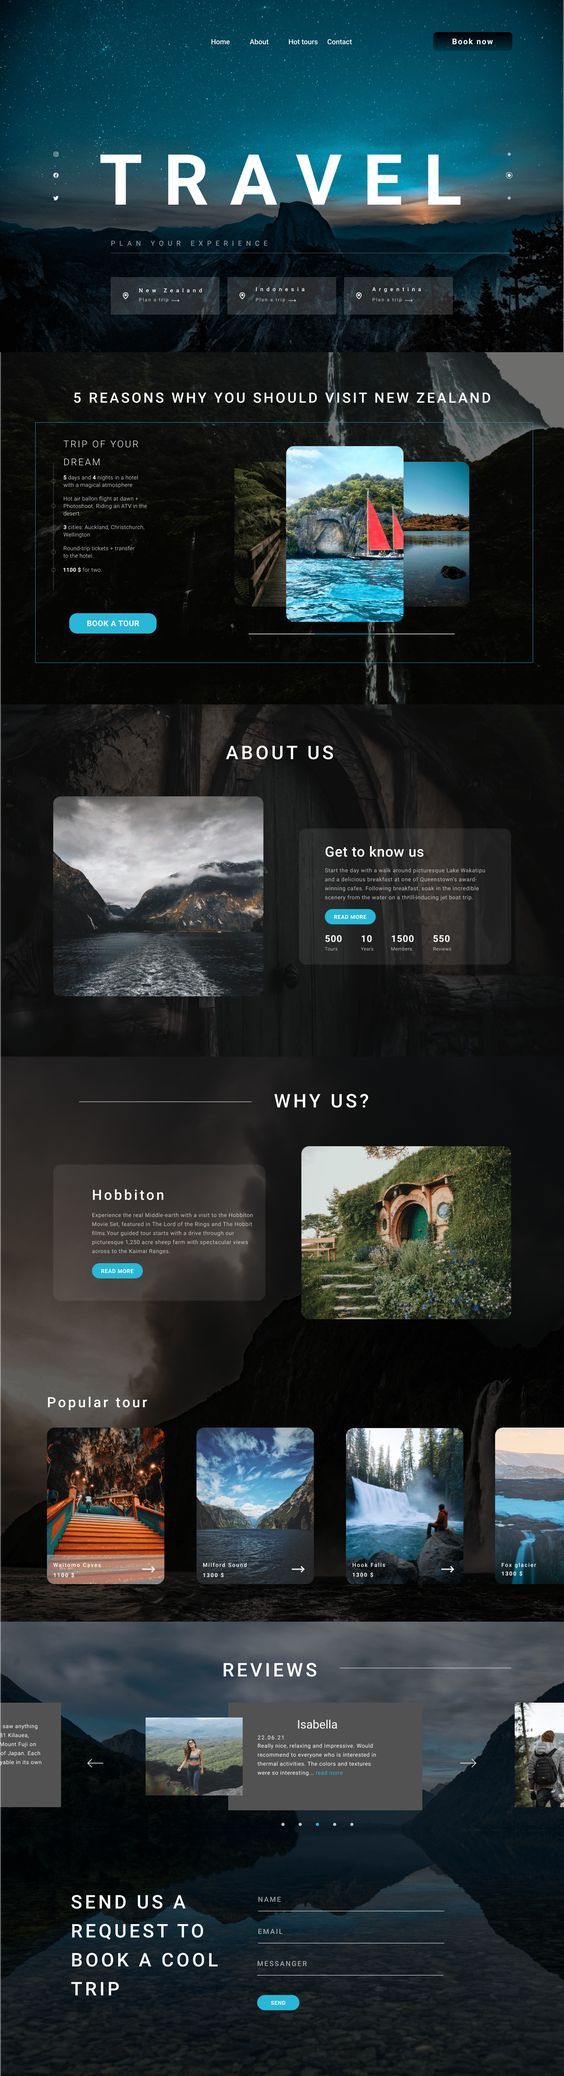 Home About Hot tours Contact Book now
TRAVEL
PLAN YOUR EXPERIENCE
New Zealand
Plan a trip
Indonesia
Plan a trip
Argentina
Plan a trip
5 REASONS WHY YOU SHOULD VISIT NEW ZEALAND
TRIP OF YOUR
DREAM
5 days and 4 nights in a hotel
with a magical atmosphere
Hot air ballon flight at dawn +
Photoshoot. Riding an ATV in the
desert.
3 cities: Auckland, Christchurch,
Wellington
Round-trip tickets + transfer
to the hotel.
1100 $ for two.
BOOK A TOUR
ABOUT US
Get to know us
Start the day with a walk around picturesque Lake Wakatipu
and a delicious breakfast at one of Queenstown's award-
winning cafes. Following breakfast, soak in the incredible
scenery from the water on a thrill-inducing jet boat trip.
READ MORE
500 10 1500 550
Tours Years Members Reviews
WHY US?
Hobbiton
Experience the real Middle-earth with a visit to the Hobbiton
Movie Set, featured in The Lord of the Rings and The Hobbit
films.Your guided tour starts with a drive through our
picturesque 1,250 acre sheep farm with spectacular views
across to the Kaimai Ranges.
READ MORE
Popular tour
Waitomo Caves
1100 $
Milford Sound
1300 $
Hook Falls
1300 $
Fox glacier
1300 $
REVIEWS
saw anything
81 Kilauea,
Mount Fuji on
of Japan. Each
yable in its own
Isabella
22.06.21
Really nice, relaxing and impressive. Would
recommend to everyone who is interested in
thermal activities. The colors and textures
were so interesting... read more
SEND US A
REQUEST TO
BOOK A COOL
TRIP
NAME
EMAIL
MESSANGER
SEND